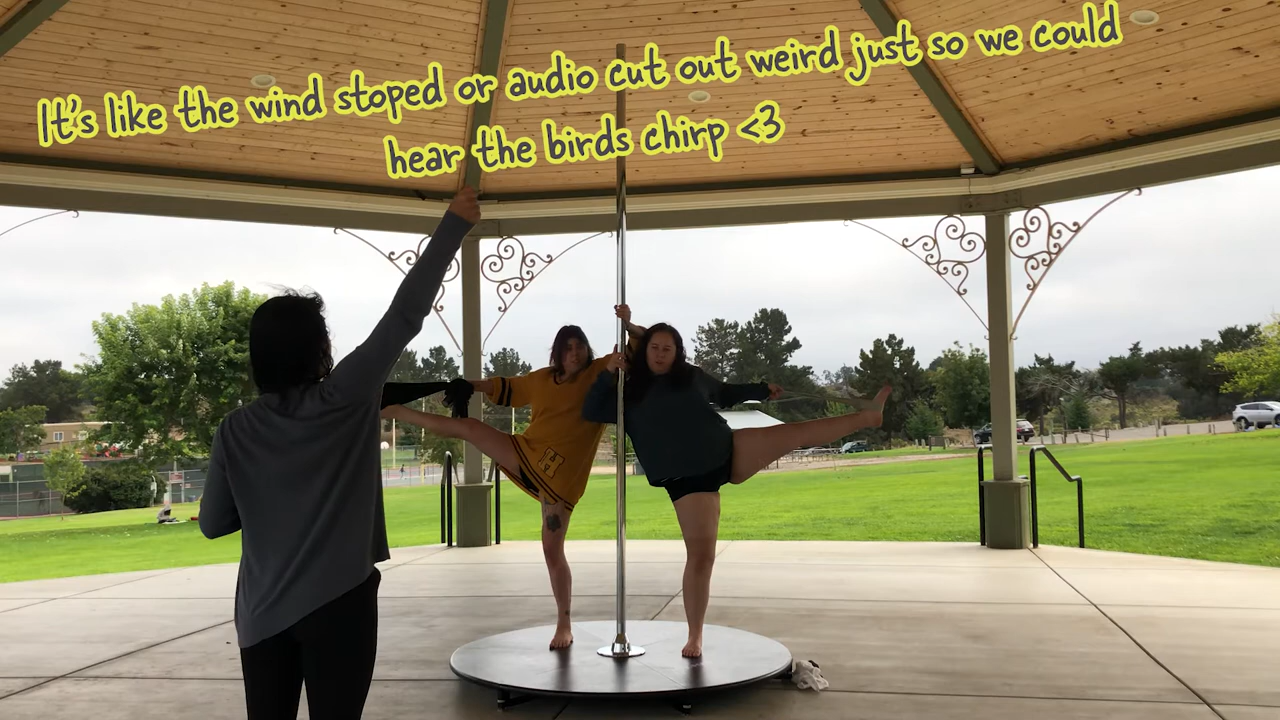 It's like the wind stoped or audio cut out weird just so we could
hear the birds chirp <3